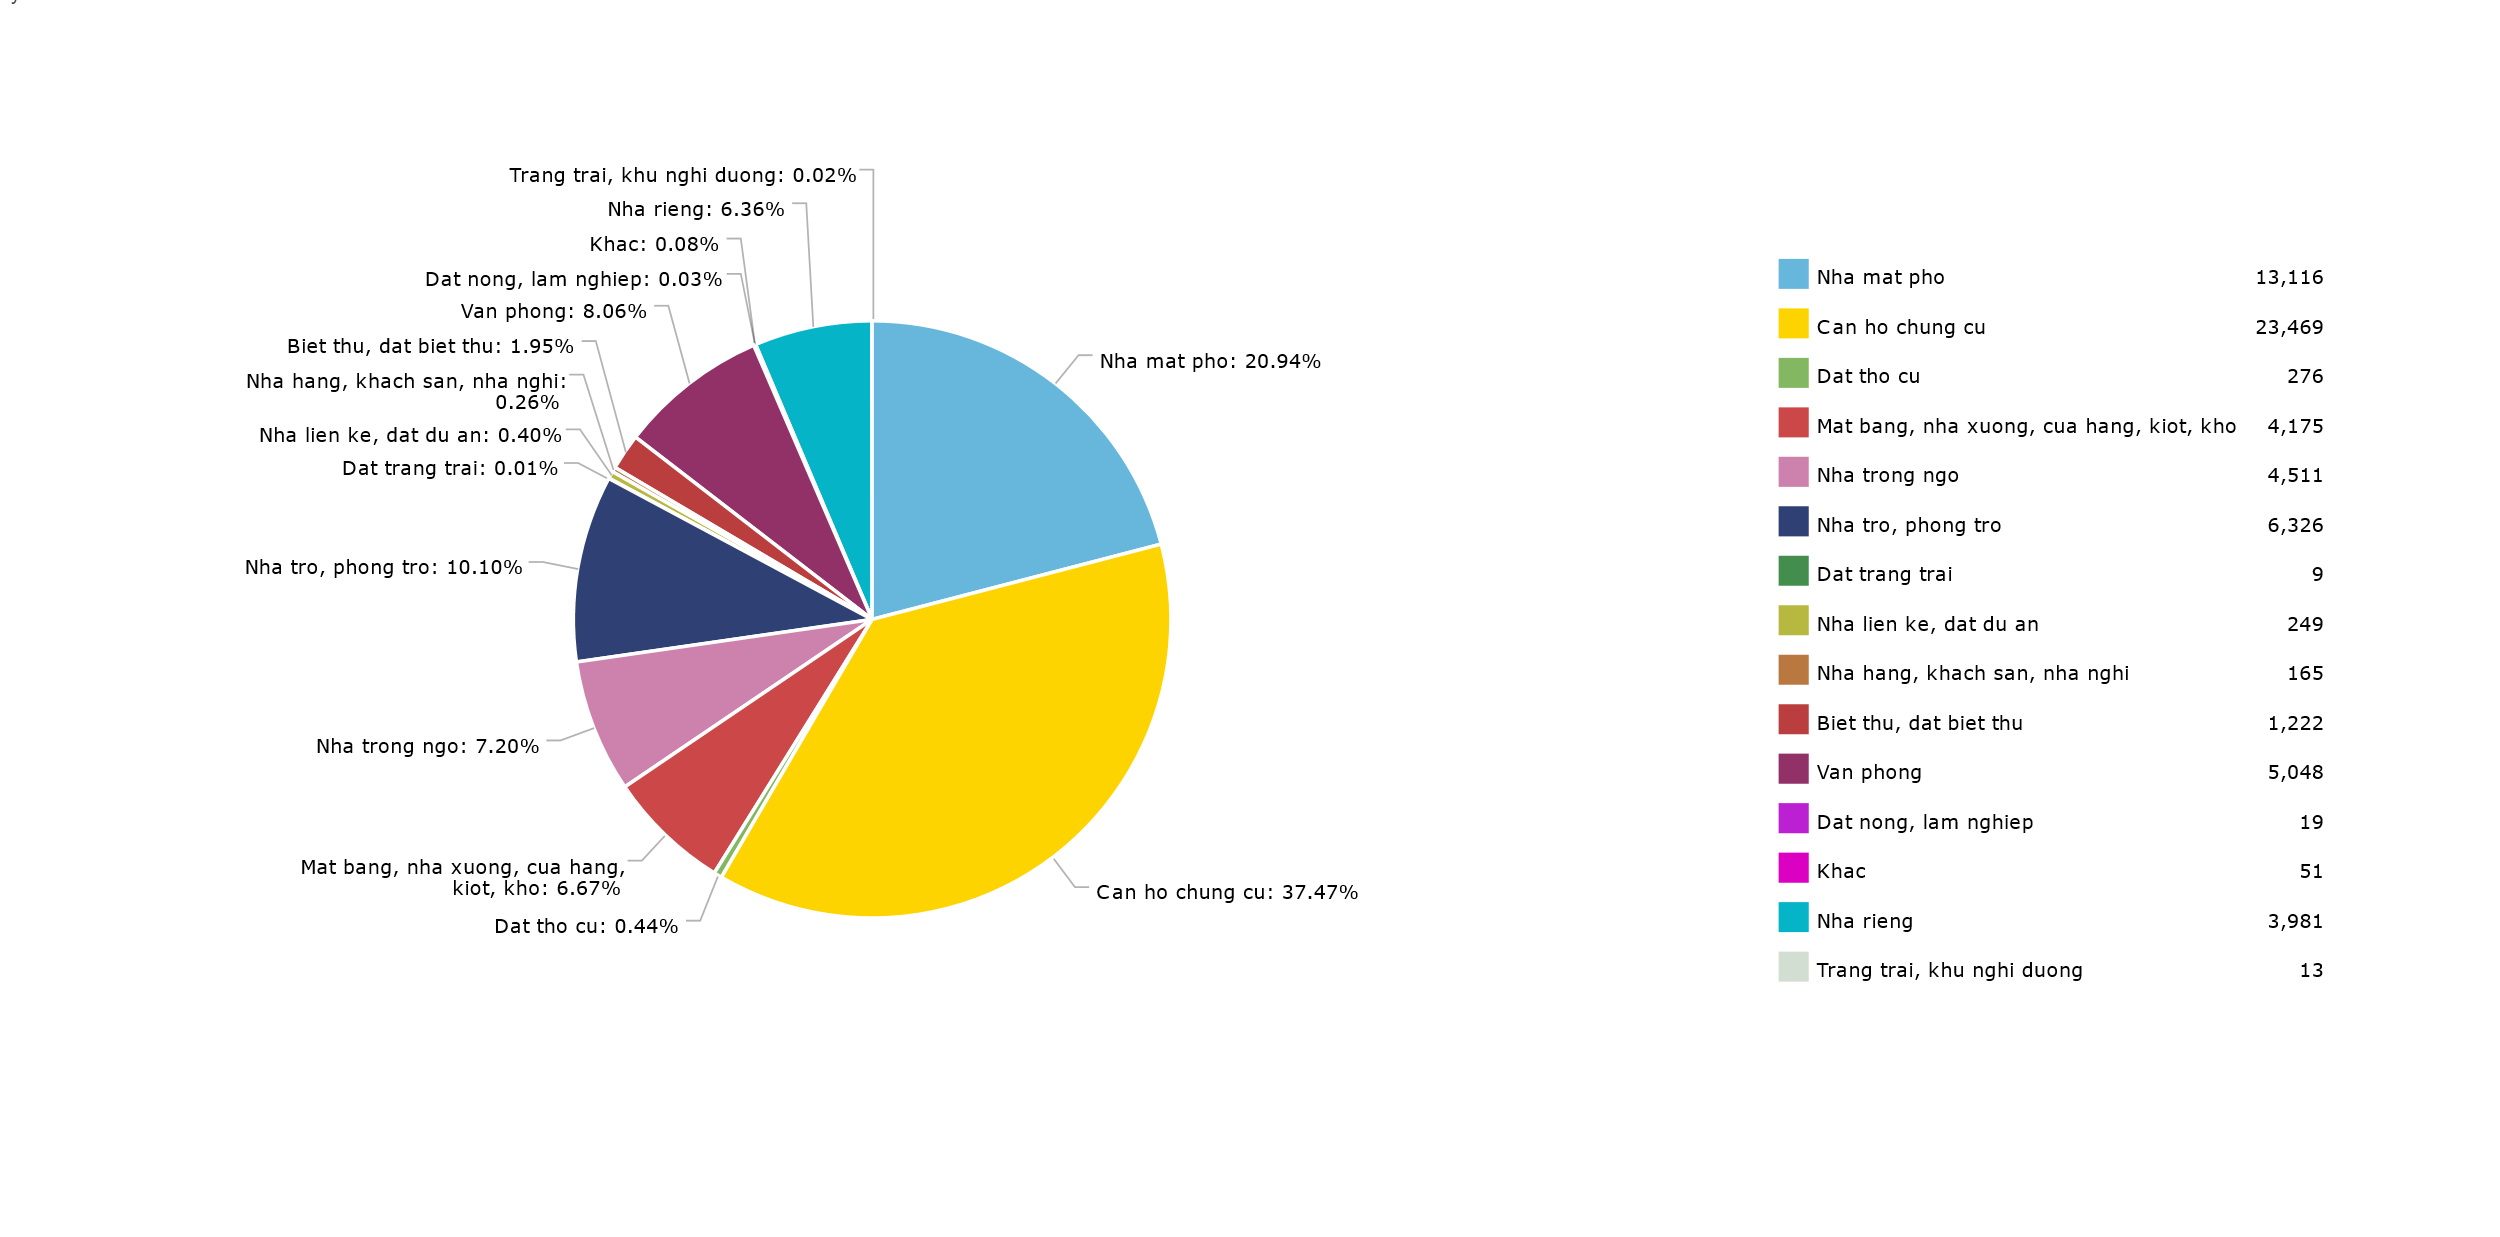 Trang trai, khu nghi duong: 0.02%
Nha rieng: 6.36%
Khac: 0.08%
Dat nong, lam nghiep: 0.03%
Van phong: 8.06%
Biet thu, dat biet thu: 1.95%
Nha hang, khach san, nha nghi:
0.26%
Nha lien ke, dat du an: 0.40%
Dat trang trai: 0.01%
Nha tro, phong tro: 10.10%
Nha trong ngo: 7.20%
Mat bang, nha xuong, cua hang,
kiot, kho: 6.67%
Dat tho cu: 0.44%
Nha mat pho: 20.94%
Can ho chung cu: 37.47%
Nha mat pho 13,116
Can ho chung cu 23,469
Dat tho cu 276
Mat bang, nha xuong, cua hang, kiot, kho 4,175
Nha trong ngo 4,511
Nha tro, phong tro 6,326
Dat trang trai 9
Nha lien ke, dat du an 249
Nha hang, khach san, nha nghi 165
Biet thu, dat biet thu 1,222
Van phong 5,048
Dat nong, lam nghiep 19
Khac 51
Nha rieng 3,981
Trang trai, khu nghi duong 13